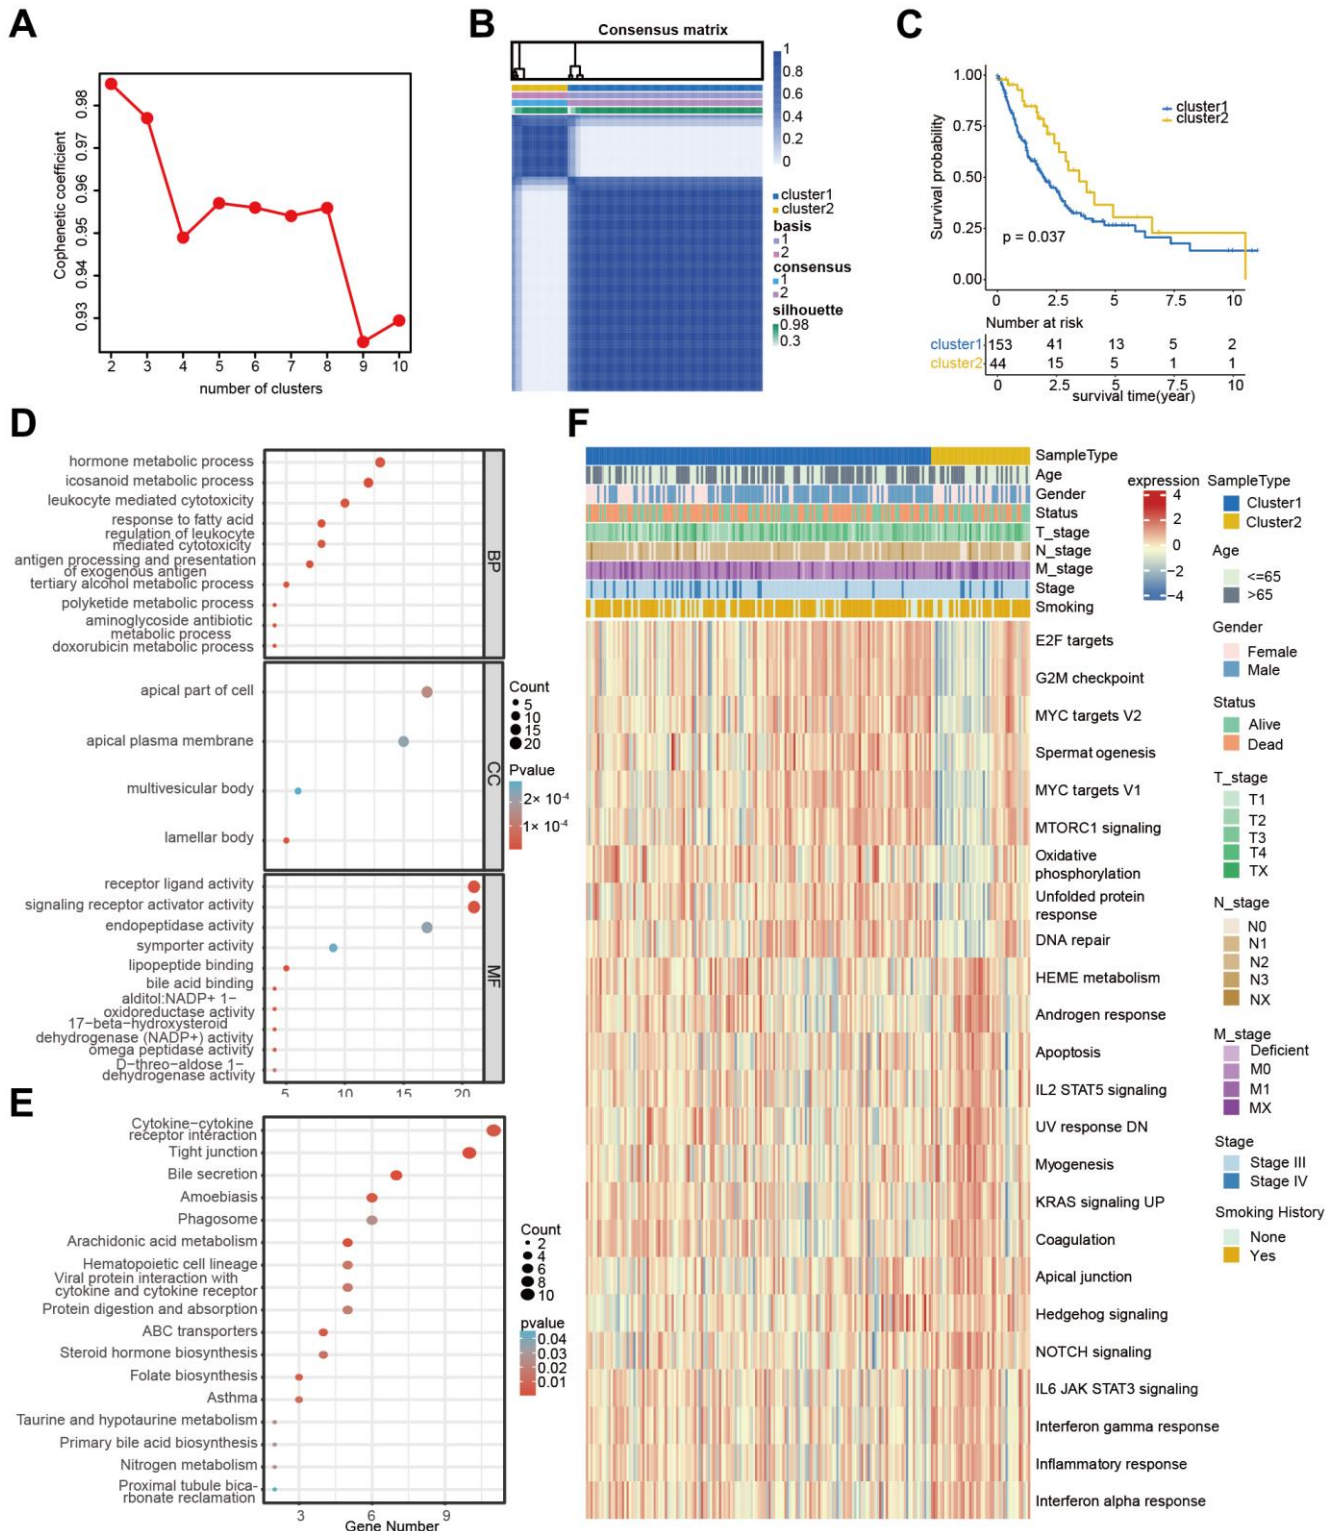 A
0.98
0.97
0.96
0.95
0.94
0.93
Cophenetic coefficient
2 3 4 5 6 7 8 9 10
number of clusters
B
Consensus matrix
1
0.8
0.6
0.4
0.2
0
cluster1
cluster2
basis
1
2
consensus
1
2
silhouette
0.98
0.3
C
1.00
0.75
0.50
0.25
0.00
Survival probability
cluster1
cluster2
p = 0.037
0 2.5 5 7.5 10
Number at risk
cluster1 153 41 13 5 2
cluster2 44 15 5 1 1
0 2.5 5 7.5 10
survival time(year)
D
hormone metabolic process
icosanoid metabolic process
leukocyte mediated cytotoxicity
response to fatty acid
regulation of leukocyte
mediated cytotoxicity
antigen processing and presentation
of exogenous antigen
tertiary alcohol metabolic process
polyketide metabolic process
aminoglycoside antibiotic
metabolic process
doxorubicin metabolic process
BP
apical part of cell
apical plasma membrane
multivesicular body
lamellar body
CC
receptor ligand activity
signaling receptor activator activity
endopeptidase activity
symporter activity
lipopeptide binding
bile acid binding
alditol:NADP+ 1−
oxidoreductase activity
17−beta−hydroxysteroid
dehydrogenase (NADP+) activity
omega peptidase activity
D−threo−aldose 1−
dehydrogenase activity
MF
5 10 15 20
Count
5
10
15
20
Pvalue
2× 10⁻⁴
1× 10⁻⁴
E
Cytokine−cytokine
receptor interaction
Tight junction
Bile secretion
Amoebiasis
Phagosome
Arachidonic acid metabolism
Hematopoietic cell lineage
Viral protein interaction with
cytokine and cytokine receptor
Protein digestion and absorption
ABC transporters
Steroid hormone biosynthesis
Folate biosynthesis
Asthma
Taurine and hypotaurine metabolism
Primary bile acid biosynthesis
Nitrogen metabolism
Proximal tubule bica-
rbonate reclamation
3 6 9
Gene Number
Count
2
4
6
8
10
pvalue
0.04
0.03
0.02
0.01
F
SampleType
Age
Gender
Status
T_stage
N_stage
M_stage
Stage
Smoking
E2F targets
G2M checkpoint
MYC targets V2
Spermat ogenesis
MYC targets V1
MTORC1 signaling
Oxidative
phosphorylation
Unfolded protein
response
DNA repair
HEME metabolism
Androgen response
Apoptosis
IL2 STAT5 signaling
UV response DN
Myogenesis
KRAS signaling UP
Coagulation
Apical junction
Hedgehog signaling
NOTCH signaling
IL6 JAK STAT3 signaling
Interferon gamma response
Inflammatory response
Interferon alpha response
expression
4
2
0
−2
−4
SampleType
Cluster1
Cluster2
Age
<=65
>65
Gender
Female
Male
Status
Alive
Dead
T_stage
T1
T2
T3
T4
TX
N_stage
N0
N1
N2
N3
NX
M_stage
Deficient
M0
M1
MX
Stage
Stage III
Stage IV
Smoking History
None
Yes